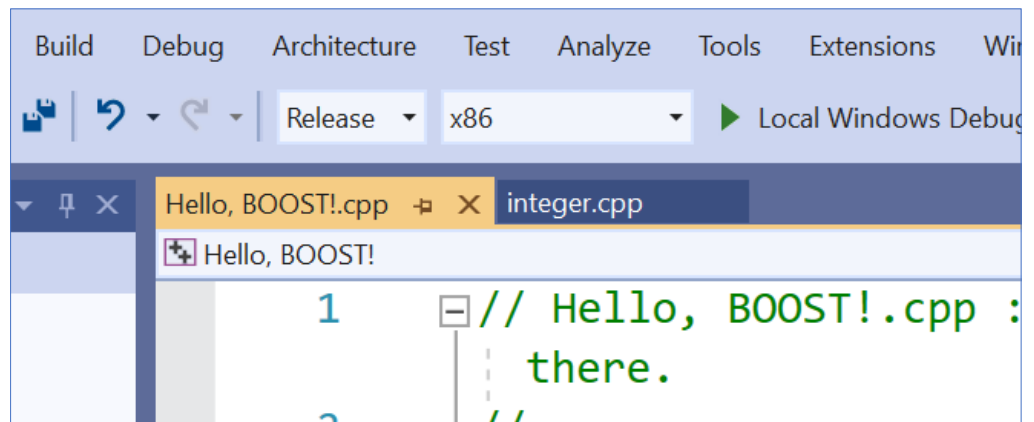 Build Debug Architecture Test Analyze Tools Extensions
Release x86 Local Windows
Hello, BOOST!.cpp integer.cpp
Hello, BOOST!
1 // Hello, BOOST!.cpp :
there.
//